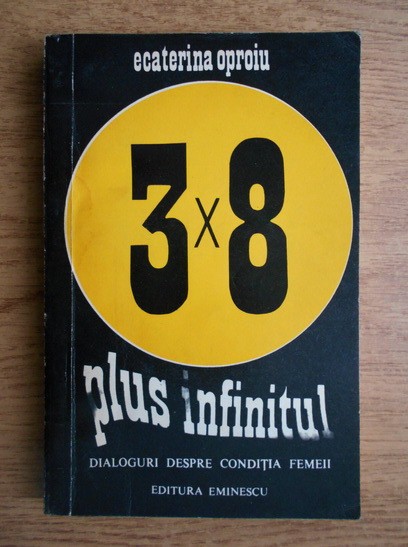 ecaterina oproiu
3x8
plus infinitul
DIALOGURI DESPRE CONDIȚIA FEMEII
EDITURA EMINESCU